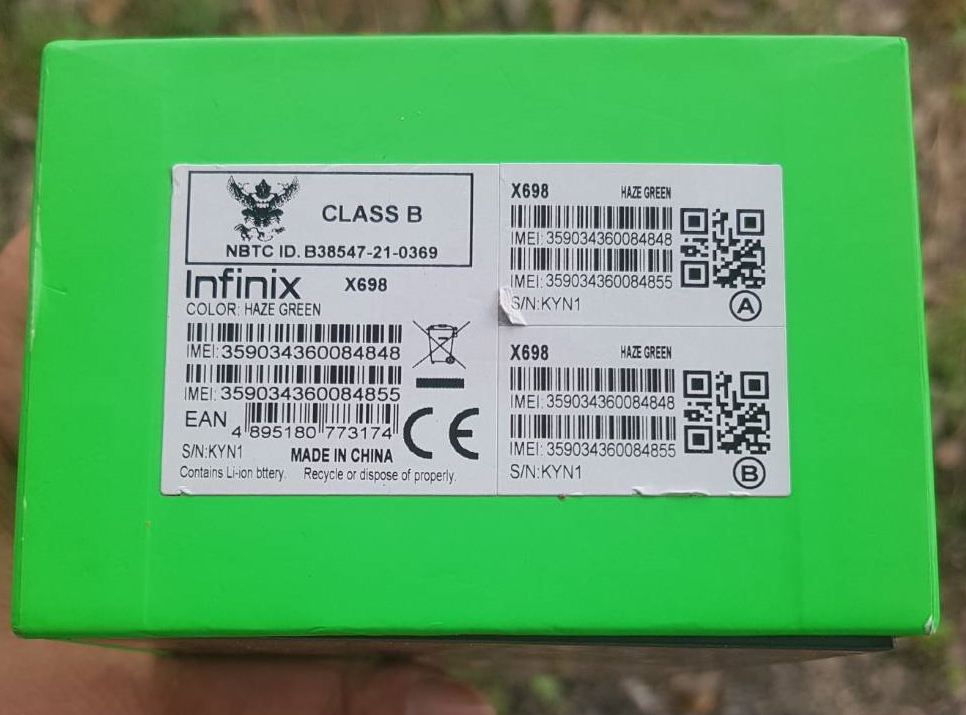 CLASS B
NBTC ID. B38547-21-0369
Infinix X698
COLOR: HAZE GREEN
IMEI: 359034360084848
IMEI: 359034360084855
EAN
4 895180 773174
S/N:KYN1 MADE IN CHINA
Contains Li-ion bttery. Recycle or dispose of properly.
CE
X698 HAZE GREEN
IMEI: 359034360084848
IMEI: 359034360084855
S/N:KYN1
A
X698 HAZE GREEN
IMEI: 359034360084848
IMEI: 359034360084855
S/N:KYN1
B